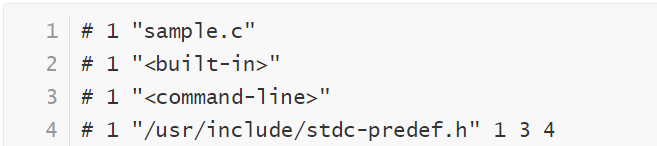 1 # 1 "sample.c"
2 # 1 "<built-in>"
3 # 1 "<command-line>"
4 # 1 "/usr/include/stdc-predef.h" 1 3 4